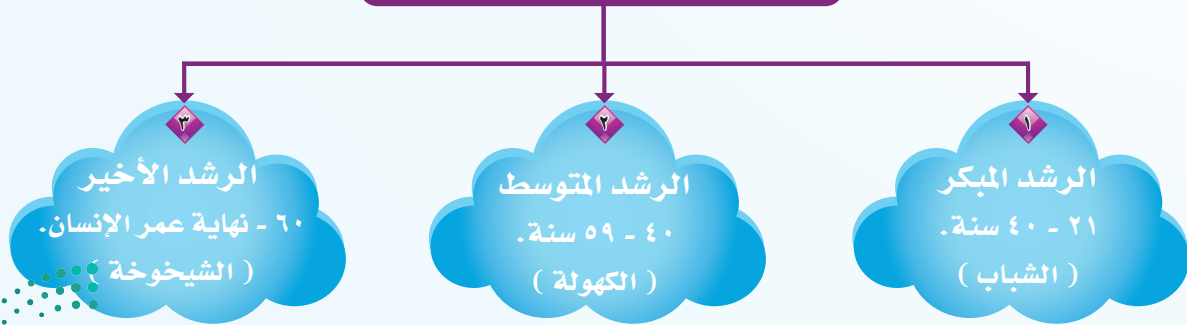 ١
الرشد المبكر
٢١ - ٤٠ سنة.
( الشباب )
٢
الرشد المتوسط
٤٠ - ٥٩ سنة.
( الكهولة )
٣
الرشد الأخير
٦٠ - نهاية عمر الإنسان.
( الشيخوخة )